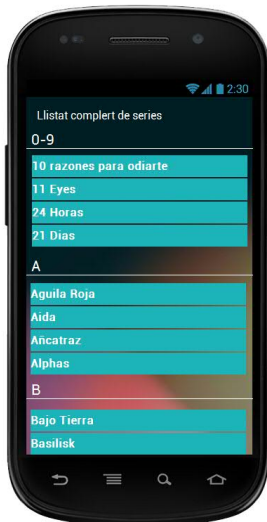 2:30
Llistat complert de series
0-9
10 razones para odiarte
11 Eyes
24 Horas
21 Dias
A
Aguila Roja
Aida
Añcatraz
Alphas
B
Bajo Tierra
Basilisk